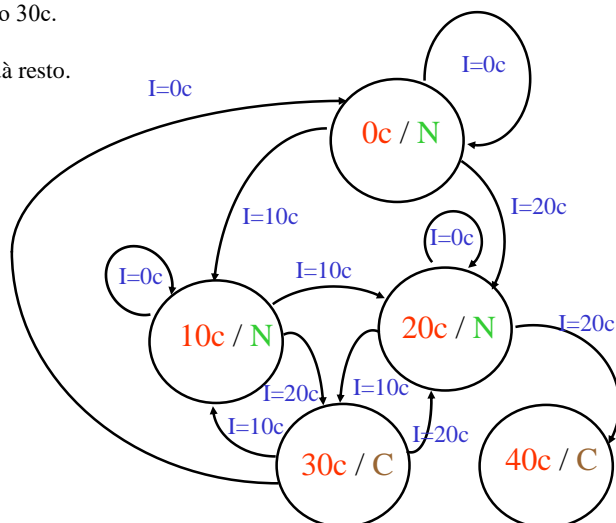 o 30c.
à resto.
I=0c
I=0c
0c / N
I=10c
I=20c
I=0c
I=0c
I=10c
10c / N
20c / N
I=20c
I=20c
I=10c
I=10c
I=20c
30c / C
40c / C